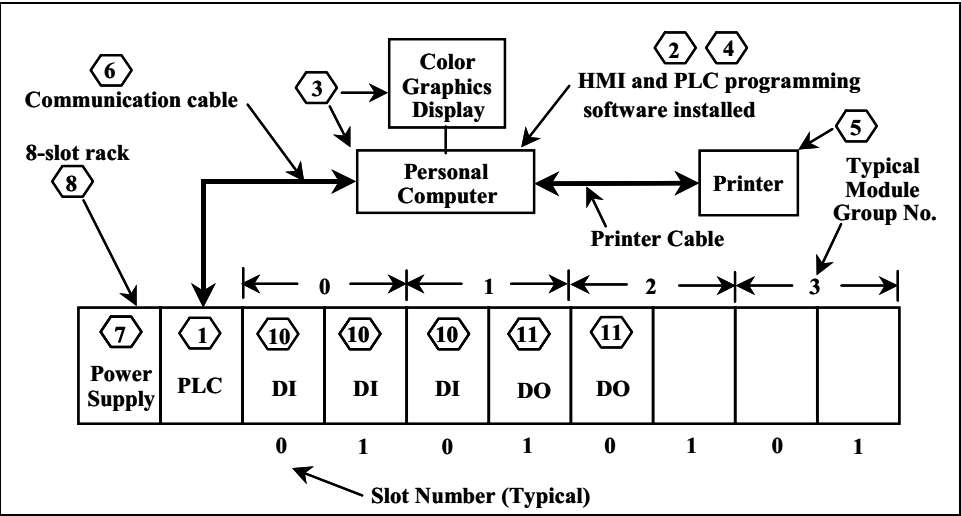 2 4
6
Color
Graphics
Display
HMI and PLC programming
software installed
3
Communication cable
5
8-slot rack
8
Personal
Computer
Printer
Typical
Module
Group No.
Printer Cable
0 1 2 3
7 1 10 10 10 11 11
Power
Supply
PLC DI DI DI DO DO
0 1 0 1 0 1 0 1
Slot Number (Typical)